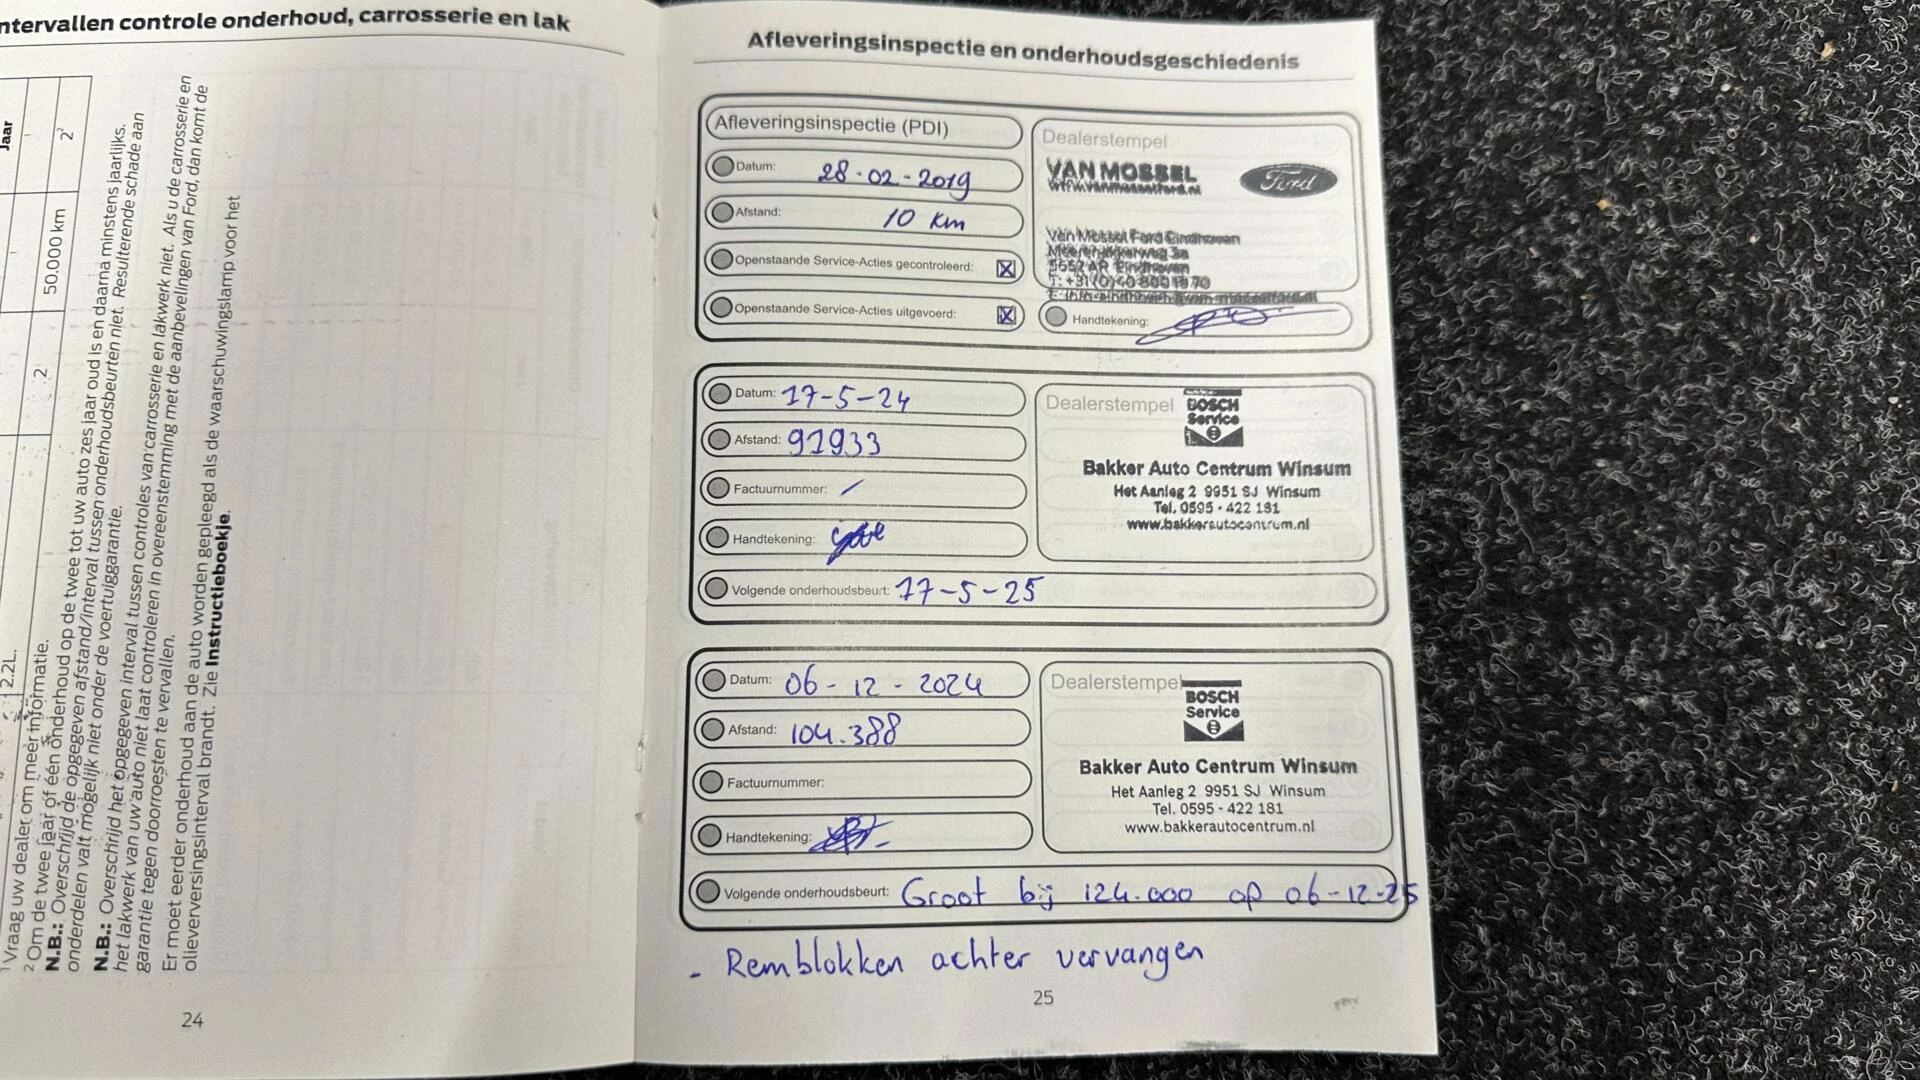 ntervallen controle onderhoud, carrosserie en lak
Jaar
2²
50.000 km
2
2.2L.
¹ Vraag uw dealer om meer informatie.
² Om de twee jaar of één onderhoud op de twee tot uw auto zes jaar oud is en daarna minstens jaarlijks.
N.B.: Overschrijd de opgegeven afstand/interval tussen onderhoudsbeurten niet. Resulterende schade aan
onderdelen valt mogelijk niet onder de voertuiggarantie.
N.B.: Overschrijd het opgegeven interval tussen controles van carrosserie en lakwerk niet. Als u de carrosserie en
het lakwerk van uw auto niet laat controleren in overeenstemming met de aanbevelingen van Ford, dan komt de
garantie tegen doorroesten te vervallen.
Er moet eerder onderhoud aan de auto worden gepleegd als de waarschuwingslamp voor het
olieverversingsinterval brandt. Zie Instructieboekje.
24
Afleveringsinspectie en onderhoudsgeschiedenis
Afleveringsinspectie (PDI)
Datum: 28-02-2019
Afstand: 10 km
Openstaande Service-Acties gecontroleerd: X
Openstaande Service-Acties uitgevoerd: X
Dealerstempel
VAN MOSSEL
Ford
www.vanmosselford.nl
Van Mossel Ford Eindhoven
Meerenakkerweg 3a
5652 AR Eindhoven
Handtekening:
Datum: 17-5-24
Afstand: 91933
Factuurnummer: /
Handtekening:
Volgende onderhoudsbeurt: 17-5-25
Dealerstempel
BOSCH
Service
Bakker Auto Centrum Winsum
Het Aanleg 2 9951 SJ Winsum
Tel. 0595 - 422 181
www.bakkerautocentrum.nl
Datum: 06-12-2024
Afstand: 104.388
Factuurnummer:
Handtekening:
Volgende onderhoudsbeurt: Groot bij 124.000 op 06-12-25
Dealerstempel
BOSCH
Service
Bakker Auto Centrum Winsum
Het Aanleg 2 9951 SJ Winsum
Tel. 0595 - 422 181
www.bakkerautocentrum.nl
- Remblokken achter vervangen
25